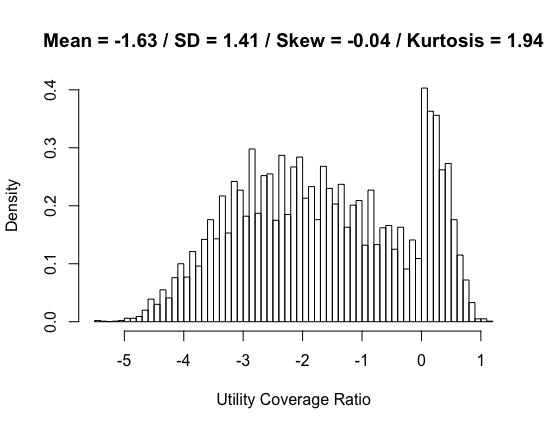 Mean = -1.63 / SD = 1.41 / Skew = -0.04 / Kurtosis = 1.94
0.4
0.3
0.2
0.1
0.0
Density
-5 -4 -3 -2 -1 0 1
Utility Coverage Ratio